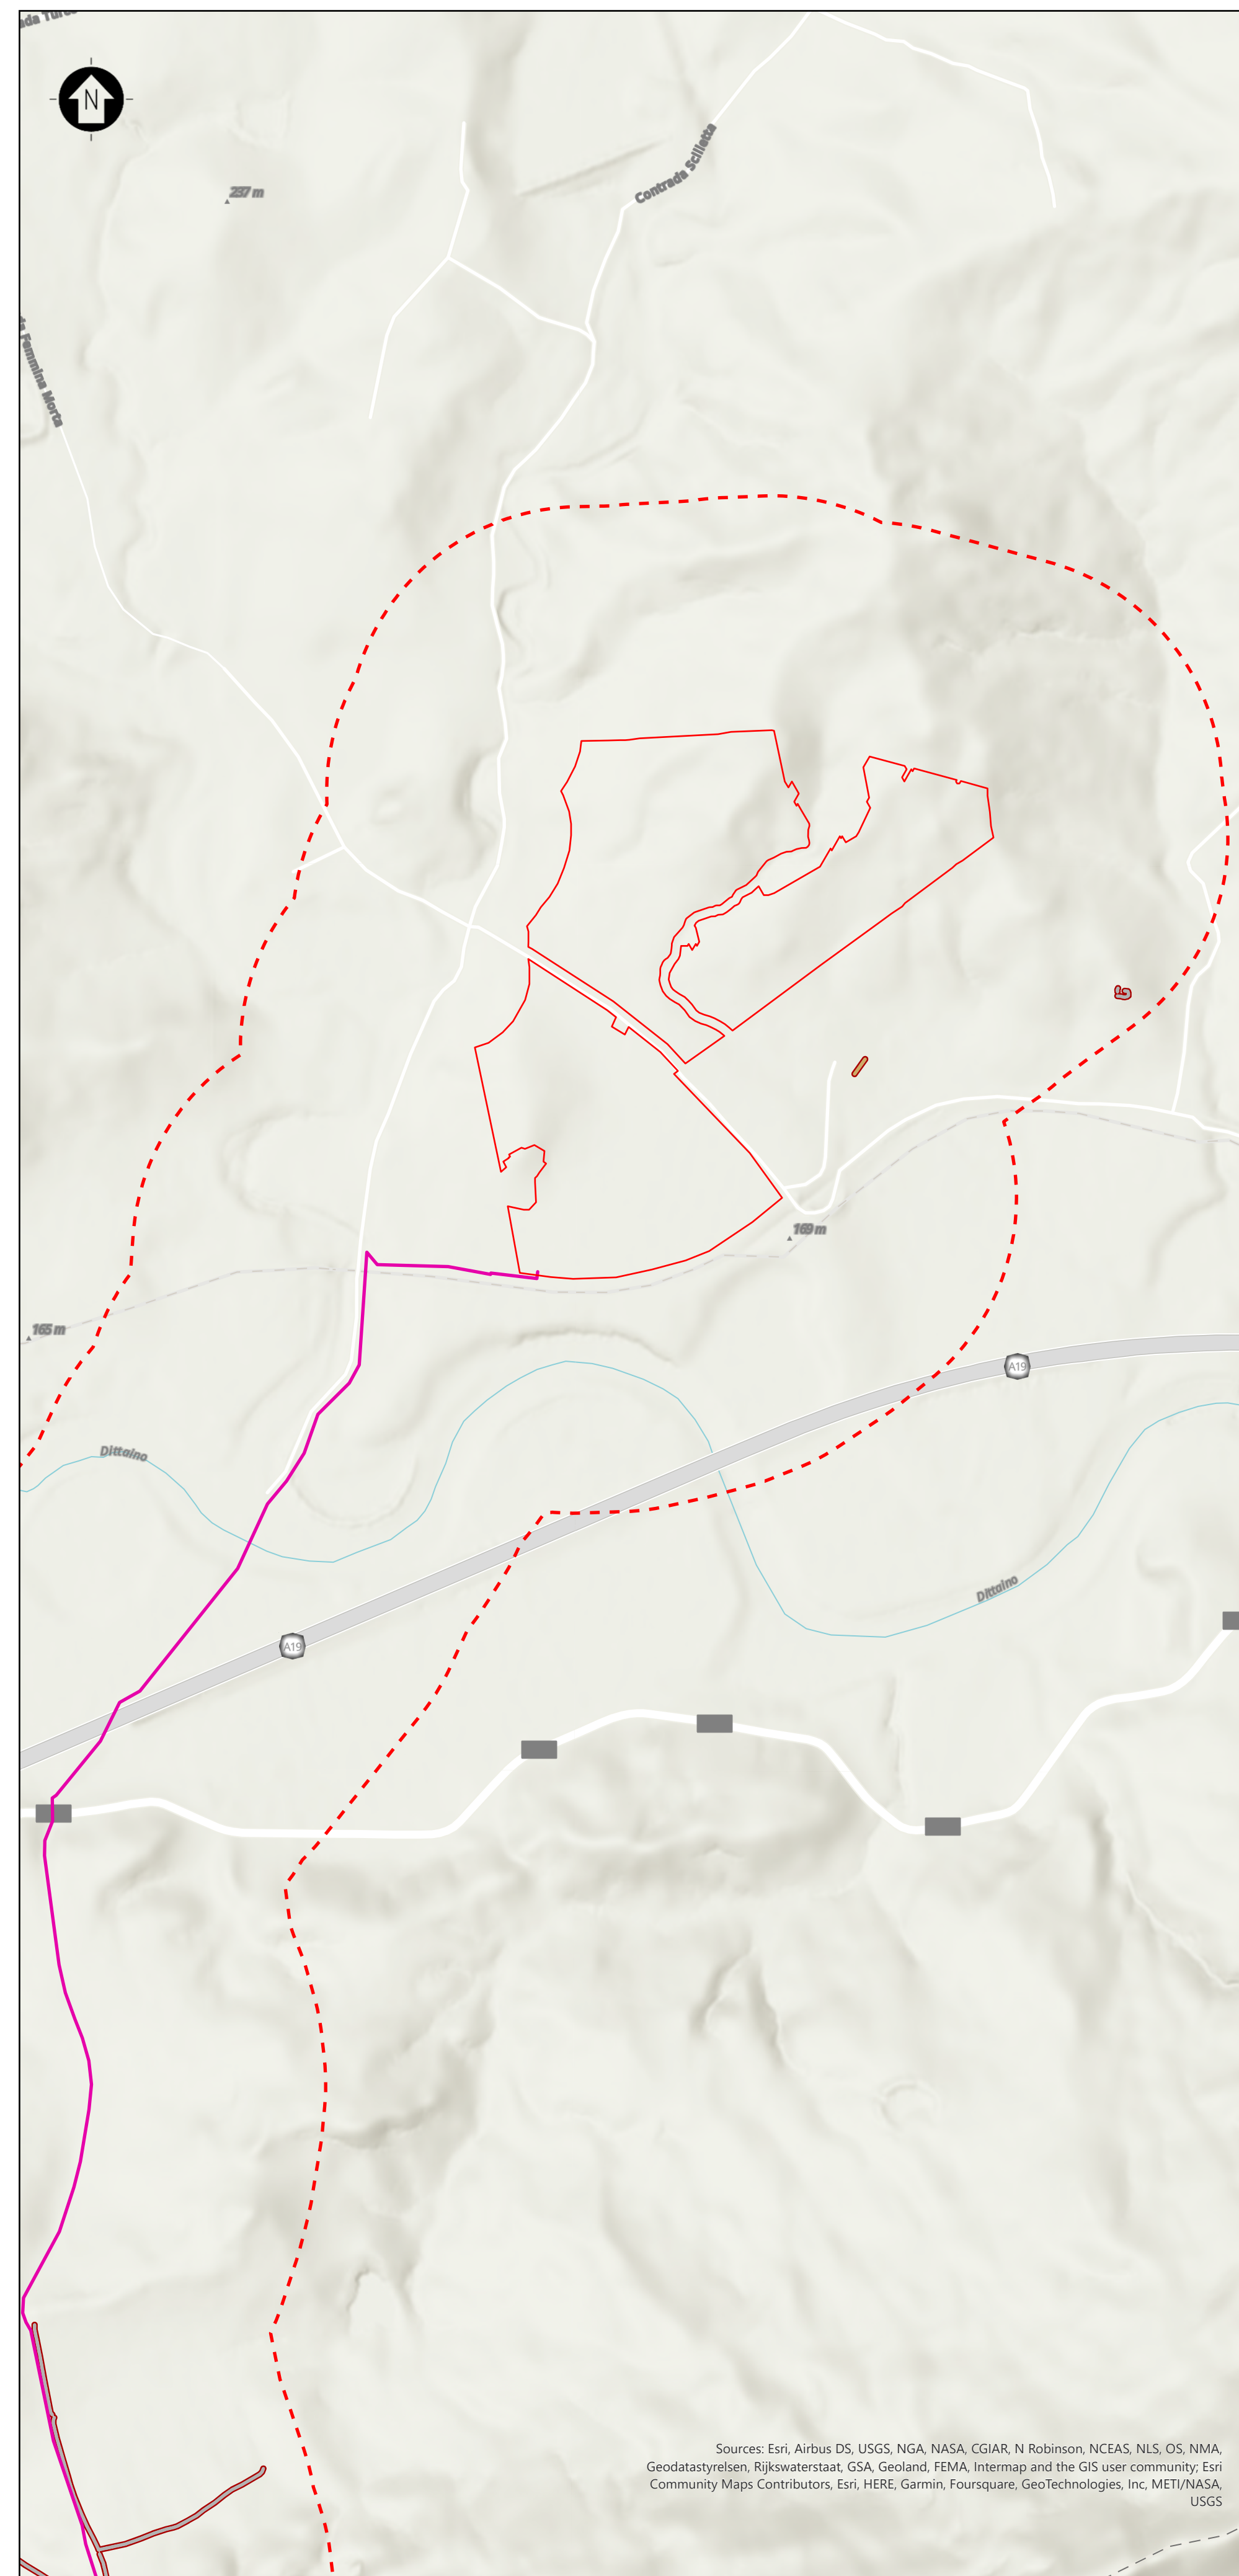 N
237 m
Contrada Scilletta
da Femmina Morta
169 m
165 m
A19
Dittaino
Dittaino
A19
Sources: Esri, Airbus DS, USGS, NGA, NASA, CGIAR, N Robinson, NCEAS, NLS, OS, NMA,
Geodatastyrelsen, Rijkswaterstaat, GSA, Geoland, FEMA, Intermap and the GIS user community; Esri
Community Maps Contributors, Esri, HERE, Garmin, Foursquare, GeoTechnologies, Inc, METI/NASA,
USGS